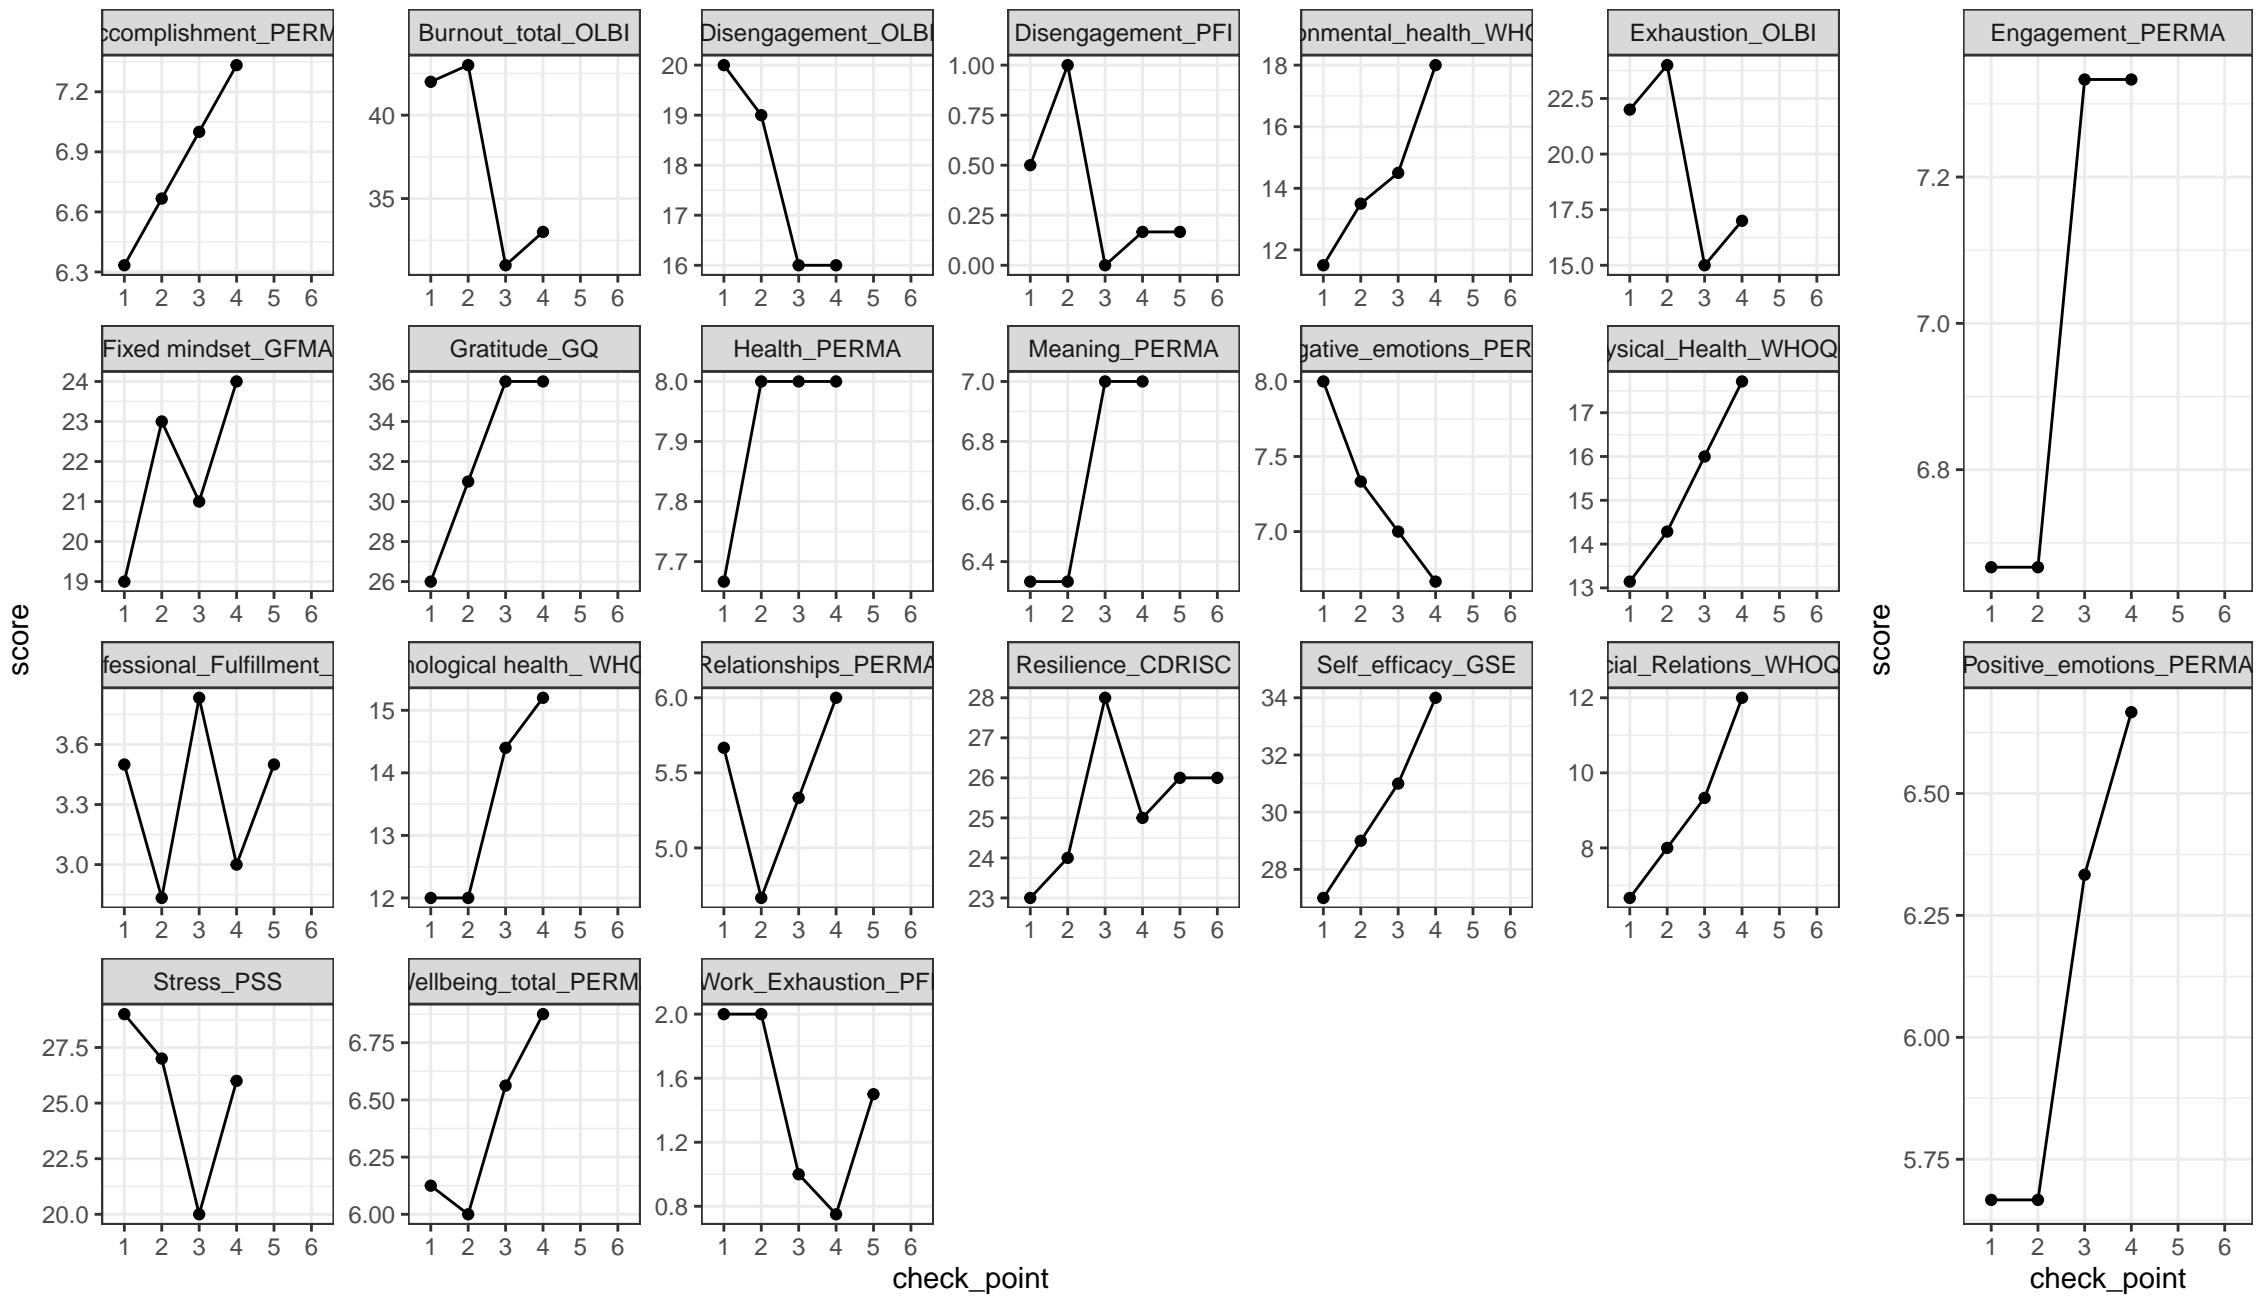 ccomplishment_PERM
7.2
6.9
6.6
6.3
1 2 3 4 5 6
Burnout_total_OLBI
40
35
1 2 3 4 5 6
Disengagement_OLBI
20
19
18
17
16
1 2 3 4 5 6
Disengagement_PFI
1.00
0.75
0.50
0.25
0.00
1 2 3 4 5 6
onmental_health_WHO
18
16
14
12
1 2 3 4 5 6
Exhaustion_OLBI
22.5
20.0
17.5
15.0
1 2 3 4 5 6
Fixed mindset_GFMA
24
23
22
21
20
19
1 2 3 4 5 6
Gratitude_GQ
36
34
32
30
28
26
1 2 3 4 5 6
Health_PERMA
8.0
7.9
7.8
7.7
1 2 3 4 5 6
Meaning_PERMA
7.0
6.8
6.6
6.4
1 2 3 4 5 6
gative_emotions_PER
8.0
7.5
7.0
1 2 3 4 5 6
ysical_Health_WHOQ
17
16
15
14
13
1 2 3 4 5 6
fessional_Fulfillment_
3.6
3.3
3.0
1 2 3 4 5 6
nological health_ WHO
15
14
13
12
1 2 3 4 5 6
Relationships_PERMA
6.0
5.5
5.0
1 2 3 4 5 6
Resilience_CDRISC
28
27
26
25
24
23
1 2 3 4 5 6
Self_efficacy_GSE
34
32
30
28
1 2 3 4 5 6
cial_Relations_WHOQ
12
10
8
1 2 3 4 5 6
Stress_PSS
27.5
25.0
22.5
20.0
1 2 3 4 5 6
Wellbeing_total_PERM
6.75
6.50
6.25
6.00
1 2 3 4 5 6
Work_Exhaustion_PFI
2.0
1.6
1.2
0.8
1 2 3 4 5 6
score
check_point
Engagement_PERMA
7.2
7.0
6.8
1 2 3 4 5 6
Positive_emotions_PERMA
6.50
6.25
6.00
5.75
1 2 3 4 5 6
score
check_point